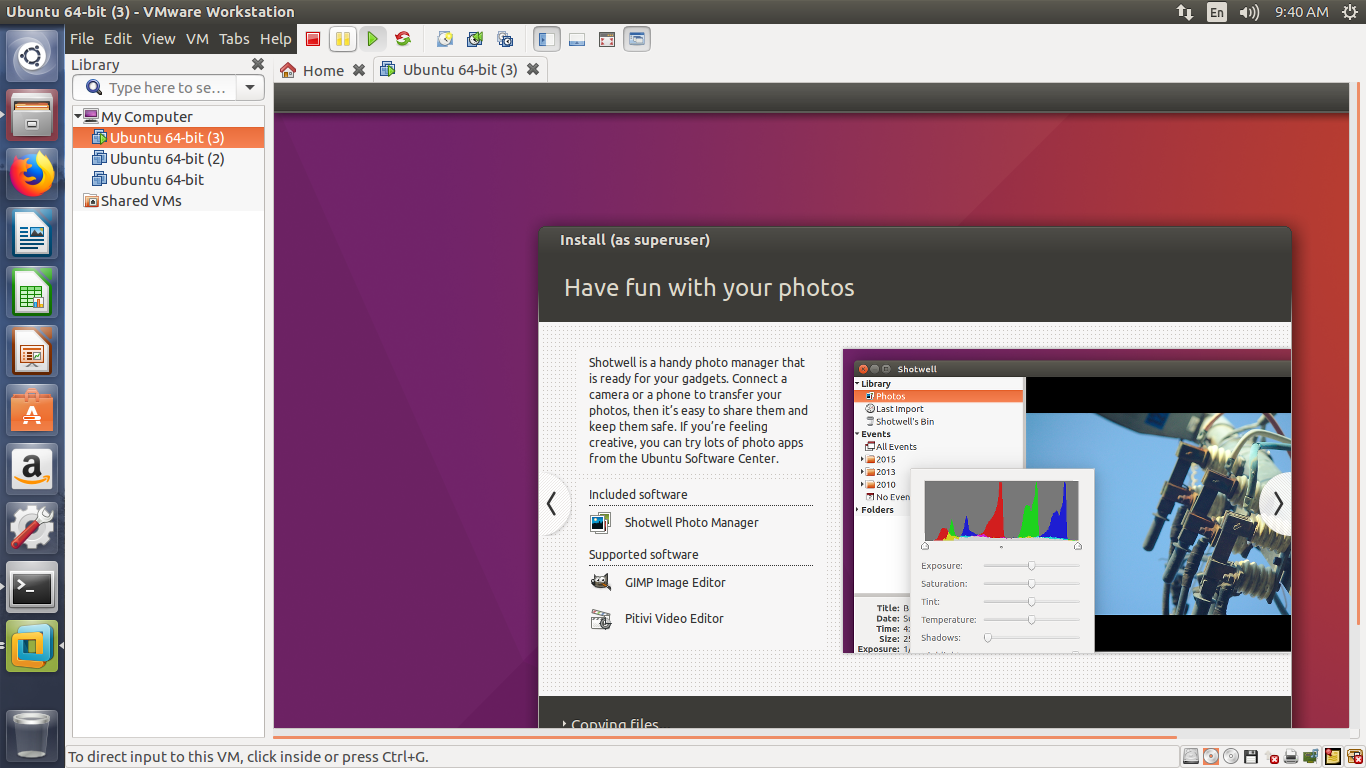 Ubuntu 64-bit (3) - VMware Workstation
En
9:40 AM
File Edit View VM Tabs Help
Library
Type here to se...
My Computer
Ubuntu 64-bit (3)
Ubuntu 64-bit (2)
Ubuntu 64-bit
Shared VMs
Home
Ubuntu 64-bit (3)
Install (as superuser)
Have fun with your photos
Shotwell is a handy photo manager that
is ready for your gadgets. Connect a
camera or a phone to transfer your
photos, then it’s easy to share them and
keep them safe. If you’re feeling
creative, you can try lots of photo apps
from the Ubuntu Software Center.
Included software
Shotwell Photo Manager
Supported software
GIMP Image Editor
Pitivi Video Editor
Shotwell
Library
Photos
Last Import
Shotwell's Bin
Events
All Events
2015
2013
2010
No Even
Folders
Title: B
Date: Su
Time: 4:
Size: 25
Exposure: 1/
Exposure:
Saturation:
Tint:
Temperature:
Shadows:
Copying files...
To direct input to this VM, click inside or press Ctrl+G.